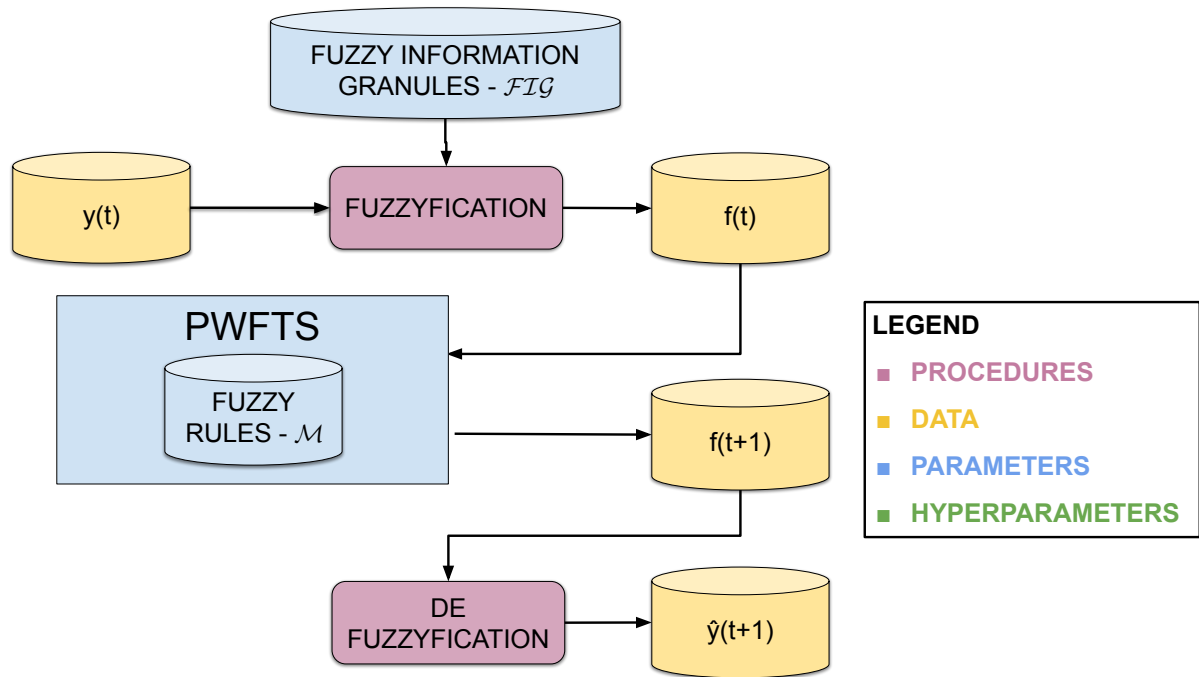 FUZZY INFORMATION
GRANULES - ℱℐ𝒢
y(t)
FUZZYFICATION
f(t)
PWFTS
FUZZY
RULES - ℳ
f(t+1)
DE
FUZZYFICATION
ŷ(t+1)
LEGEND
■ PROCEDURES
■ DATA
■ PARAMETERS
■ HYPERPARAMETERS